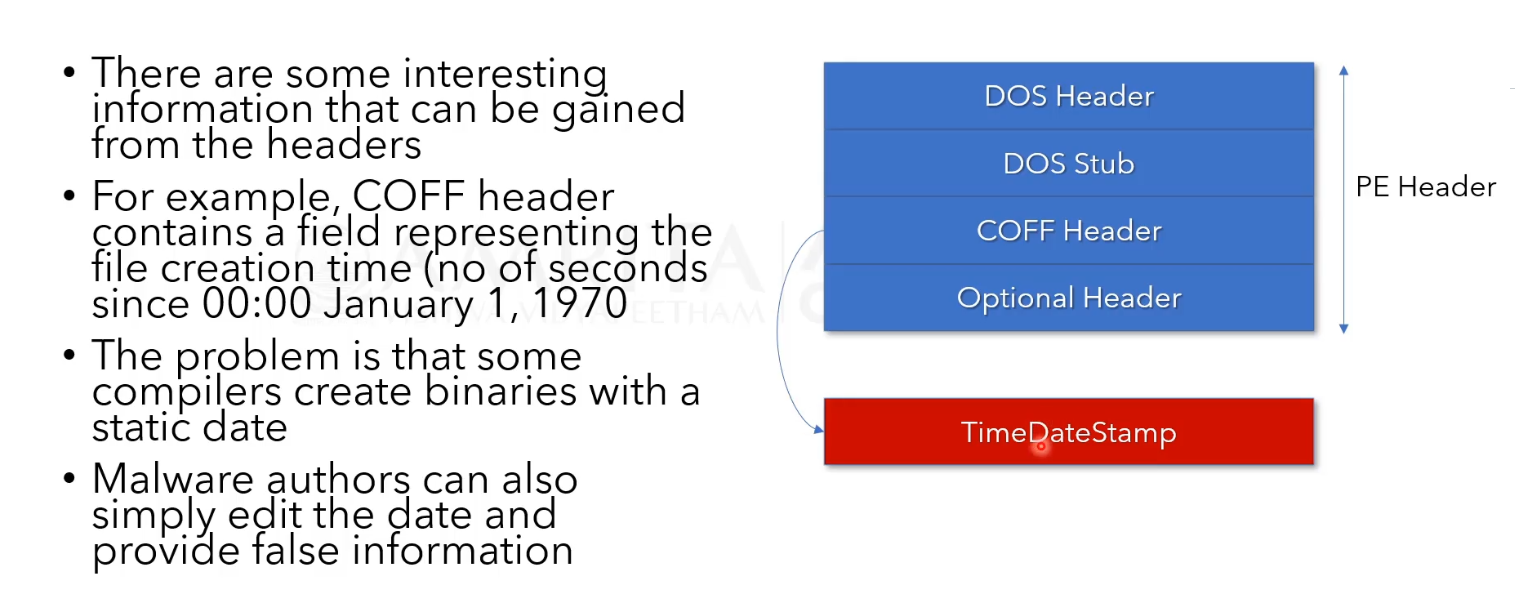 • There are some interesting
information that can be gained
from the headers
• For example, COFF header
contains a field representing the
file creation time (no of seconds
since 00:00 January 1, 1970
• The problem is that some
compilers create binaries with a
static date
• Malware authors can also
simply edit the date and
provide false information
DOS Header
DOS Stub
COFF Header
Optional Header
PE Header
TimeDateStamp